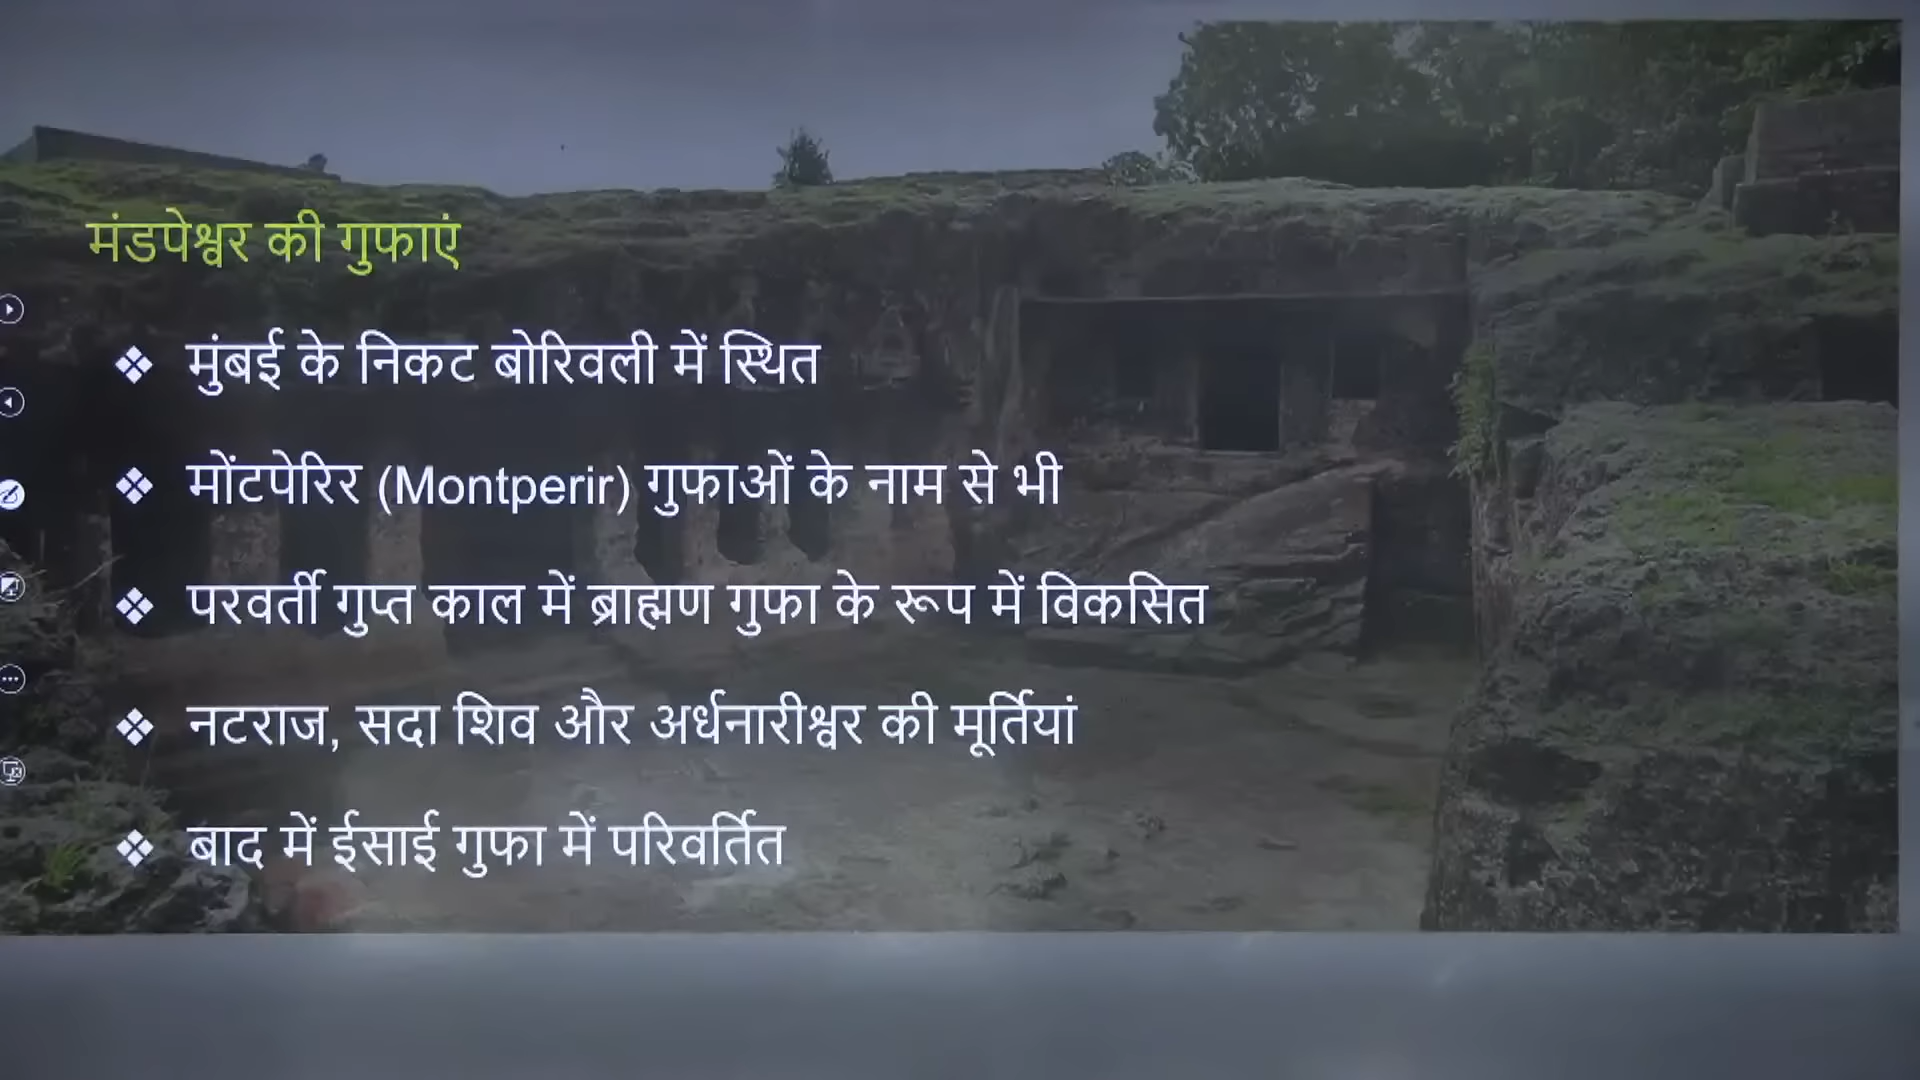 मंडपेश्वर की गुफाएं
❖ मुंबई के निकट बोरिवली में स्थित
❖ मोंटपेरिर (Montperir) गुफाओं के नाम से भी
❖ परवर्ती गुप्त काल में ब्राह्मण गुफा के रूप में विकसित
❖ नटराज, सदा शिव और अर्धनारीश्वर की मूर्तियां
❖ बाद में ईसाई गुफा में परिवर्तित